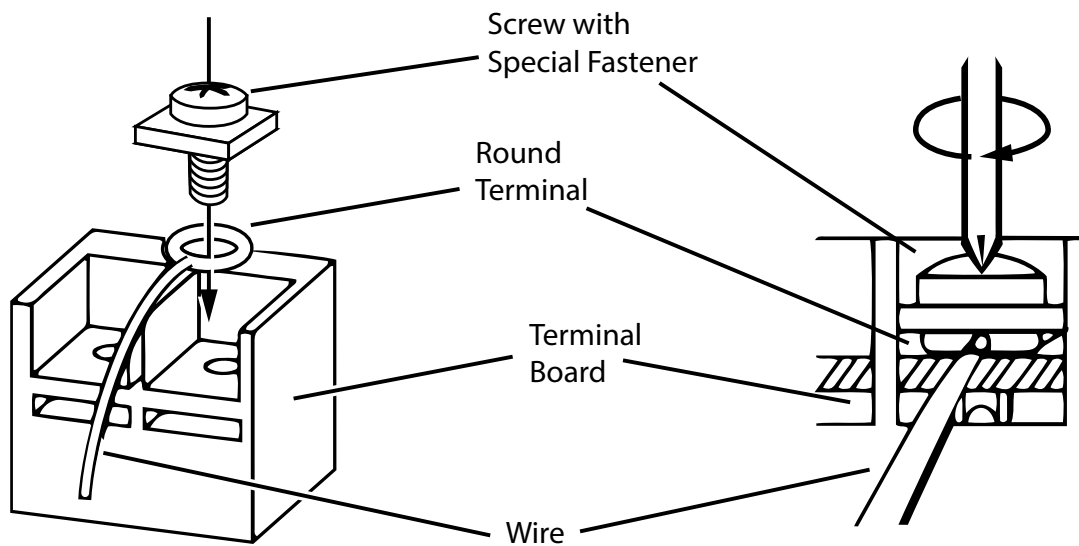 Screw with
Special Fastener
Round
Terminal
Terminal
Board
Wire